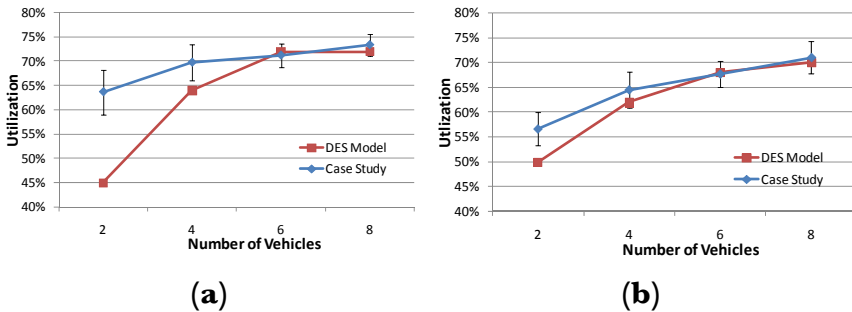 80%
75%
70%
65%
60%
55%
50%
45%
40%
Utilization
2
4
6
8
Number of Vehicles
DES Model
Case Study
(a)
80%
75%
70%
65%
60%
55%
50%
45%
40%
Utlization
2
4
6
8
Number of Vehicles
DES Model
Case Study
(b)